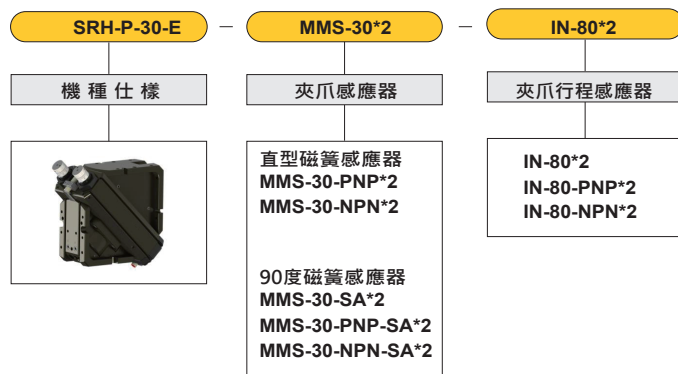 SRH-P-30-E – MMS-30*2 – IN-80*2
機種仕樣
夾爪感應器
夾爪行程感應器
直型磁簧感應器
MMS-30-PNP*2
MMS-30-NPN*2
90度磁簧感應器
MMS-30-SA*2
MMS-30-PNP-SA*2
MMS-30-NPN-SA*2
IN-80*2
IN-80-PNP*2
IN-80-NPN*2